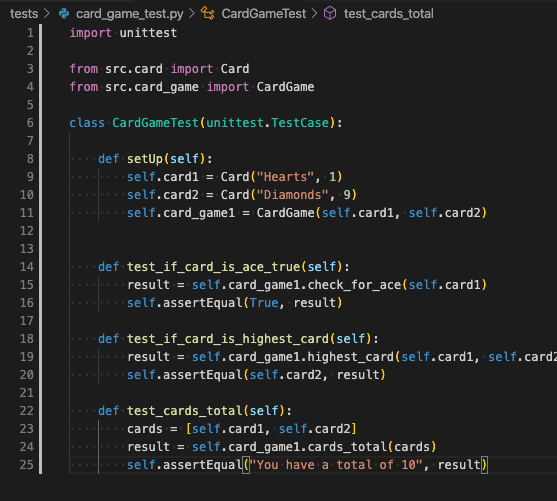 tests > card_game_test.py > CardGameTest > test_cards_total
1 import unittest
2
3 from src.card import Card
4 from src.card_game import CardGame
5
6 class CardGameTest(unittest.TestCase):
7
8     def setUp(self):
9         self.card1 = Card("Hearts", 1)
10         self.card2 = Card("Diamonds", 9)
11         self.card_game1 = CardGame(self.card1, self.card2)
12
13
14     def test_if_card_is_ace_true(self):
15         result = self.card_game1.check_for_ace(self.card1)
16         self.assertEqual(True, result)
17
18     def test_if_card_is_highest_card(self):
19         result = self.card_game1.highest_card(self.card1, self.card2
20         self.assertEqual(self.card2, result)
21
22     def test_cards_total(self):
23         cards = [self.card1, self.card2]
24         result = self.card_game1.cards_total(cards)
25         self.assertEqual("You have a total of 10", result)